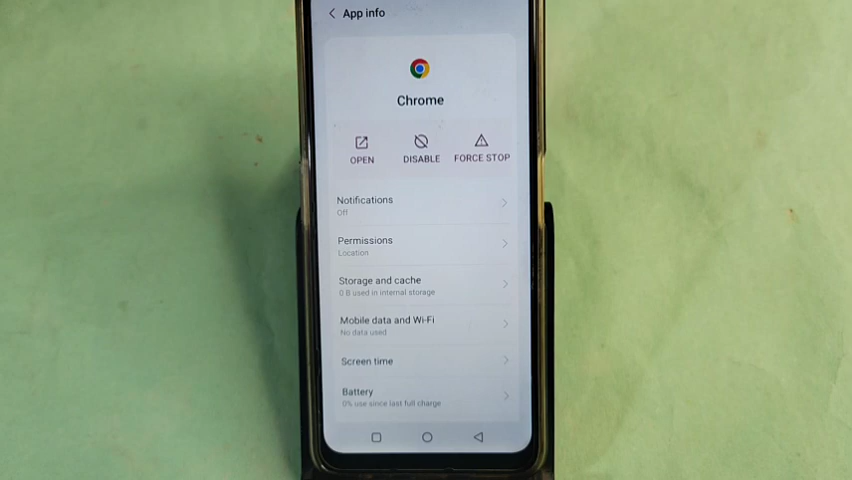 App info
Chrome
OPEN
DISABLE
FORCE STOP
Notifications
Off
Permissions
Location
Storage and cache
0 B used in internal storage
Mobile data and Wi-Fi
No data used
Screen time
Battery
0% use since last full charge